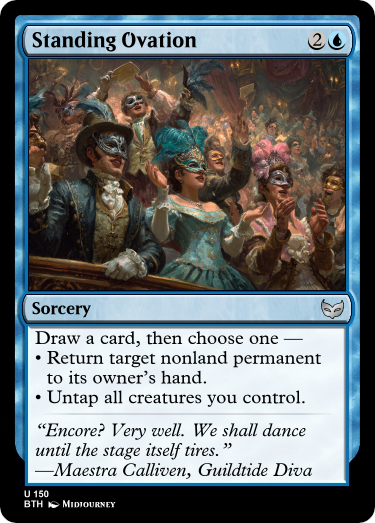 Standing Ovation
2
Sorcery
Draw a card, then choose one —
• Return target nonland permanent
to its owner's hand.
• Untap all creatures you control.
“Encore? Very well. We shall dance
until the stage itself tires.”
—Maestra Calliven, Guildtide Diva
U 150
BTH Midjourney